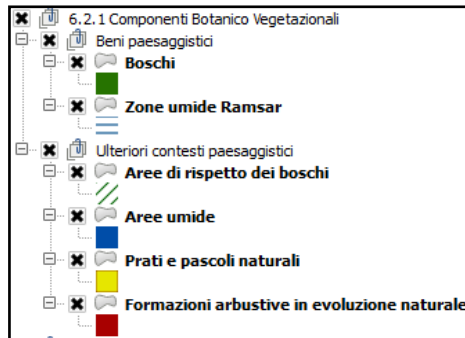 6.2.1 Componenti Botanico Vegetazionali
Beni paesaggistici
Boschi
Zone umide Ramsar
Ulteriori contesti paesaggistici
Aree di rispetto dei boschi
Aree umide
Prati e pascoli naturali
Formazioni arbustive in evoluzione naturale